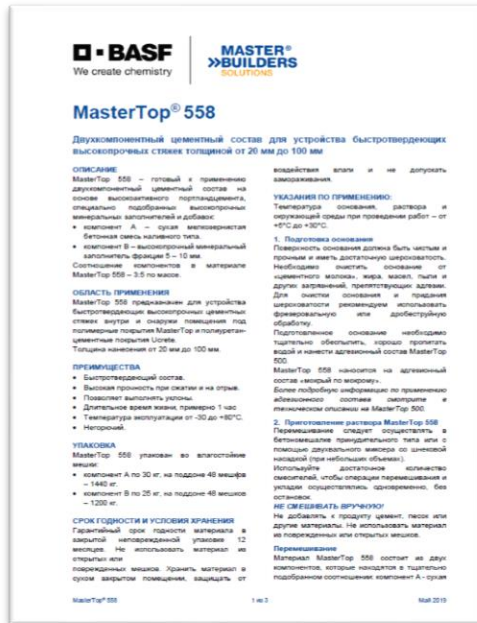 BASF
We create chemistry
MASTER®
BUILDERS
SOLUTIONS
MasterTop® 558
Двухкомпонентный цементный состав для устройства быстротвердеющих
высокопрочных стяжек толщиной от 20 мм до 100 мм
ОПИСАНИЕ
MasterTop 558 – готовый к применению
двухкомпонентный цементный состав на
основе высокоактивного портландцемента,
специально подобранных высокопрочных
минеральных заполнителей и добавок:
• компонент А – сухая мелкозернистая
бетонная смесь наливного типа.
• компонент В – высокопрочный минеральный
заполнитель фракции 5 – 10 мм.
Соотношение компонентов в материале
MasterTop 558 – 3:5 по массе.
ОБЛАСТЬ ПРИМЕНЕНИЯ
MasterTop 558 предназначен для устройства
быстротвердеющих высокопрочных цементных
стяжек внутри и снаружи помещения под
полимерные покрытия MasterTop и полиуретан-
цементные покрытия Ucrete.
Толщина нанесения от 20 мм до 100 мм.
ПРЕИМУЩЕСТВА
• Быстротвердеющий состав.
• Высокая прочность при сжатии и на отрыв.
• Позволяет выполнять уклоны.
• Длительное время жизни, примерно 1 час
• Температура эксплуатации от -30 до +80°С.
• Негорючий.
УПАКОВКА
MasterTop 558 упакован во влагостойкие
мешки:
• компонент А по 30 кг, на поддоне 48 мешков
– 1440 кг.
• компонент В по 25 кг, на поддоне 48 мешков
– 1200 кг.
СРОК ГОДНОСТИ И УСЛОВИЯ ХРАНЕНИЯ
Гарантийный срок годности материала в
закрытой неповрежденной упаковке 12
месяцев. Не использовать материал из
открытых или
поврежденных мешков. Хранить материал в
сухом закрытом помещении, защищать от
воздействия влаги и не допускать
замораживания.
УКАЗАНИЯ ПО ПРИМЕНЕНИЮ:
Температура основания, раствора и
окружающей среды при проведении работ – от
+5°С до +30°С.
1. Подготовка основания
Поверхность основания должна быть чистым и
прочным и иметь достаточную шероховатость.
Необходимо очистить основание от
«цементного молока», жира, масел, пыли и
других загрязнений, препятствующих адгезии.
Для очистки основания и придания
шероховатости рекомендуем использовать
фрезеровальную или дробеструйную
обработку.
Подготовленное основание необходимо
тщательно обеспылить, хорошо пропитать
водой и нанести адгезионный состав MasterTop
500.
MasterTop 558 наносится на адгезионный
состав «мокрый по мокрому».
Более подробную информацию по применению
адгезионного состава смотрите в
техническом описании на MasterTop 500.
2. Приготовление раствора MasterTop 558
Перемешивание следует осуществлять в
бетономешалке принудительного типа или с
помощью двухвального миксера со шнековой
насадкой (при небольших объемах).
Используйте достаточное количество
смесителей, чтобы операции перемешивания и
укладки осуществлялись одновременно, без
остановок.
НЕ СМЕШИВАТЬ ВРУЧНУЮ!
Не добавлять к продукту цемент, песок или
другие материалы. Не использовать материал
из поврежденных или открытых мешков.
Перемешивание
Материал MasterTop 558 состоит из двух
компонентов, которые находятся в тщательно
подобранном соотношении: компонент А - сухая
MasterTop® 558
1 из 3
Май 2019